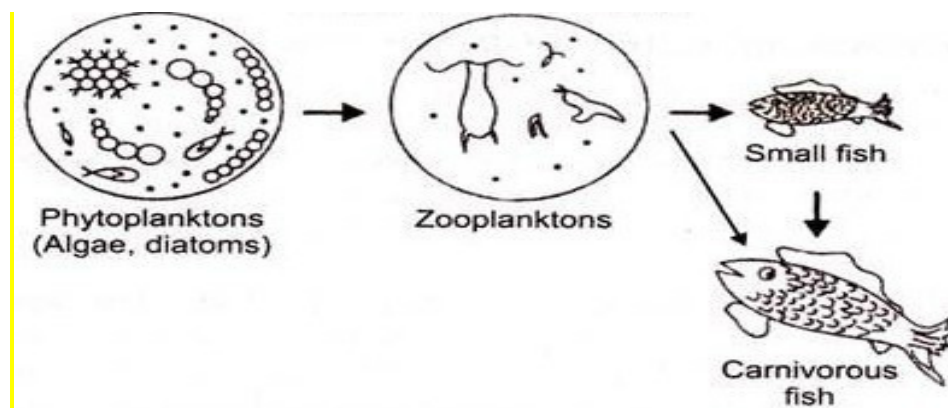 Phytoplanktons
(Algae, diatoms)
Zooplanktons
Small fish
Carnivorous
fish